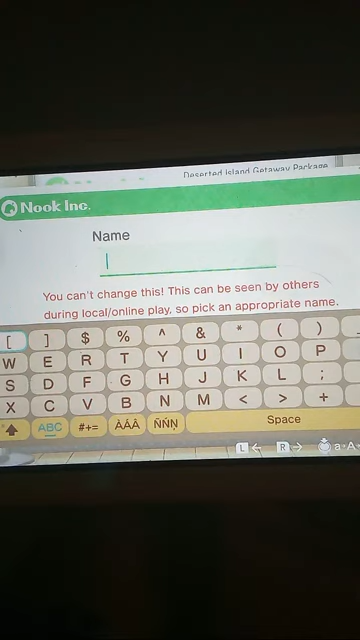 Deserted Island Getaway Package
Nook Inc.
Name
You can't change this! This can be seen by others
during local/online play, so pick an appropriate name.
[ ] $ % ^ & * ( ) _
W E R T Y U I O P
S D F G H J K L ; :
X C V B N M < > +
ABC #+= ÀÁÂ ÑŃŅ Space
L R a・A